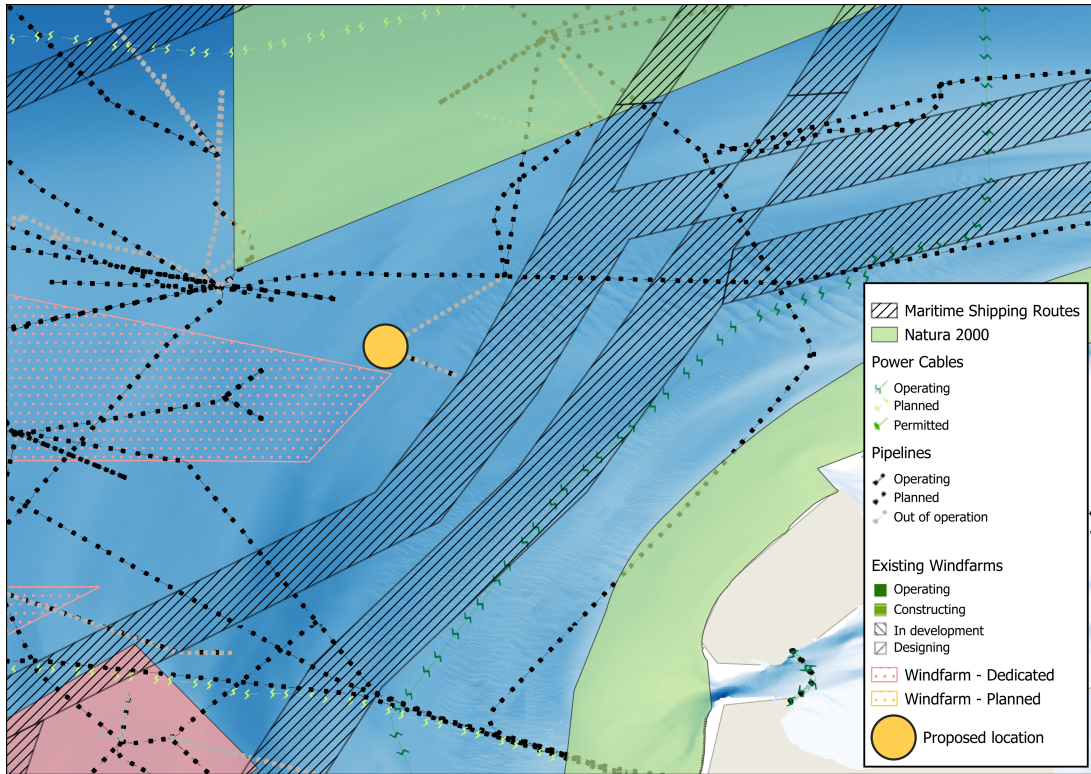 Maritime Shipping Routes
Natura 2000
Power Cables
Operating
Planned
Permitted
Pipelines
Operating
Planned
Out of operation
Existing Windfarms
Operating
Constructing
In development
Designing
Windfarm - Dedicated
Windfarm - Planned
Proposed location